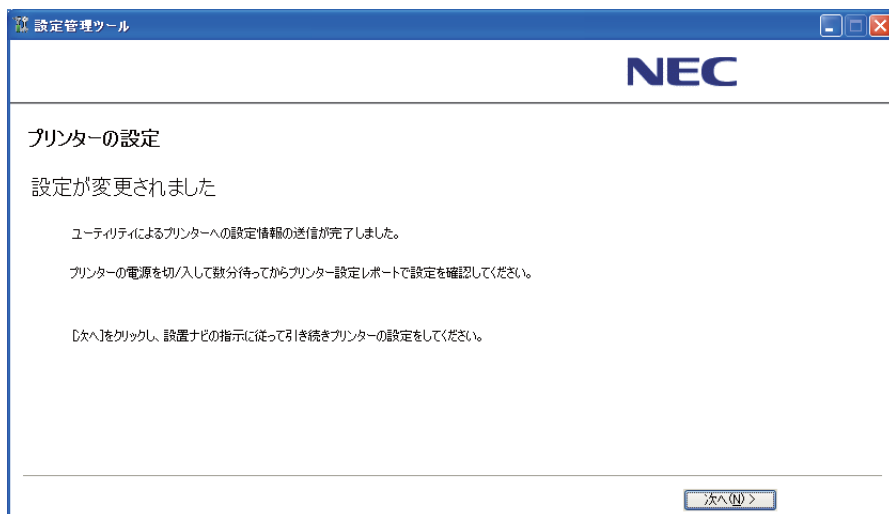 設定管理ツール
NEC
プリンターの設定
設定が変更されました
ユーティリティによるプリンターへの設定情報の送信が完了しました。
プリンターの電源を切/入して数分待ってからプリンター設定レポートで設定を確認してください。
[次へ]をクリックし、設置ナビの指示に従って引き続きプリンターの設定をしてください。
次へ(N) >